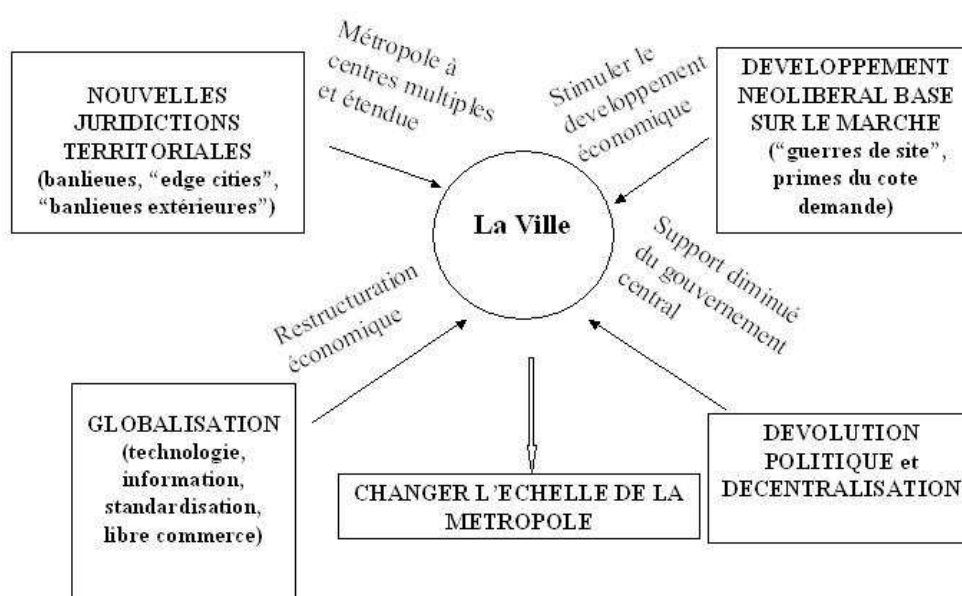 NOUVELLES
JURIDICTIONS
TERRITORIALES
(banlieues, “edge cities”,
“banlieues extérieures”)
Métropole à
centres multiples
et étendue
Stimuler le
developpement
économique
DEVELOPPEMENT
NEOLIBERAL BASE
SUR LE MARCHE
(“guerres de site”,
primes du cote
demande)
La Ville
Restructuration
économique
Support diminué
du gouvernement
central
GLOBALISATION
(technologie,
information,
standardisation,
libre commerce)
CHANGER L’ECHELLE DE LA
METROPOLE
DEVOLUTION
POLITIQUE et
DECENTRALISATION